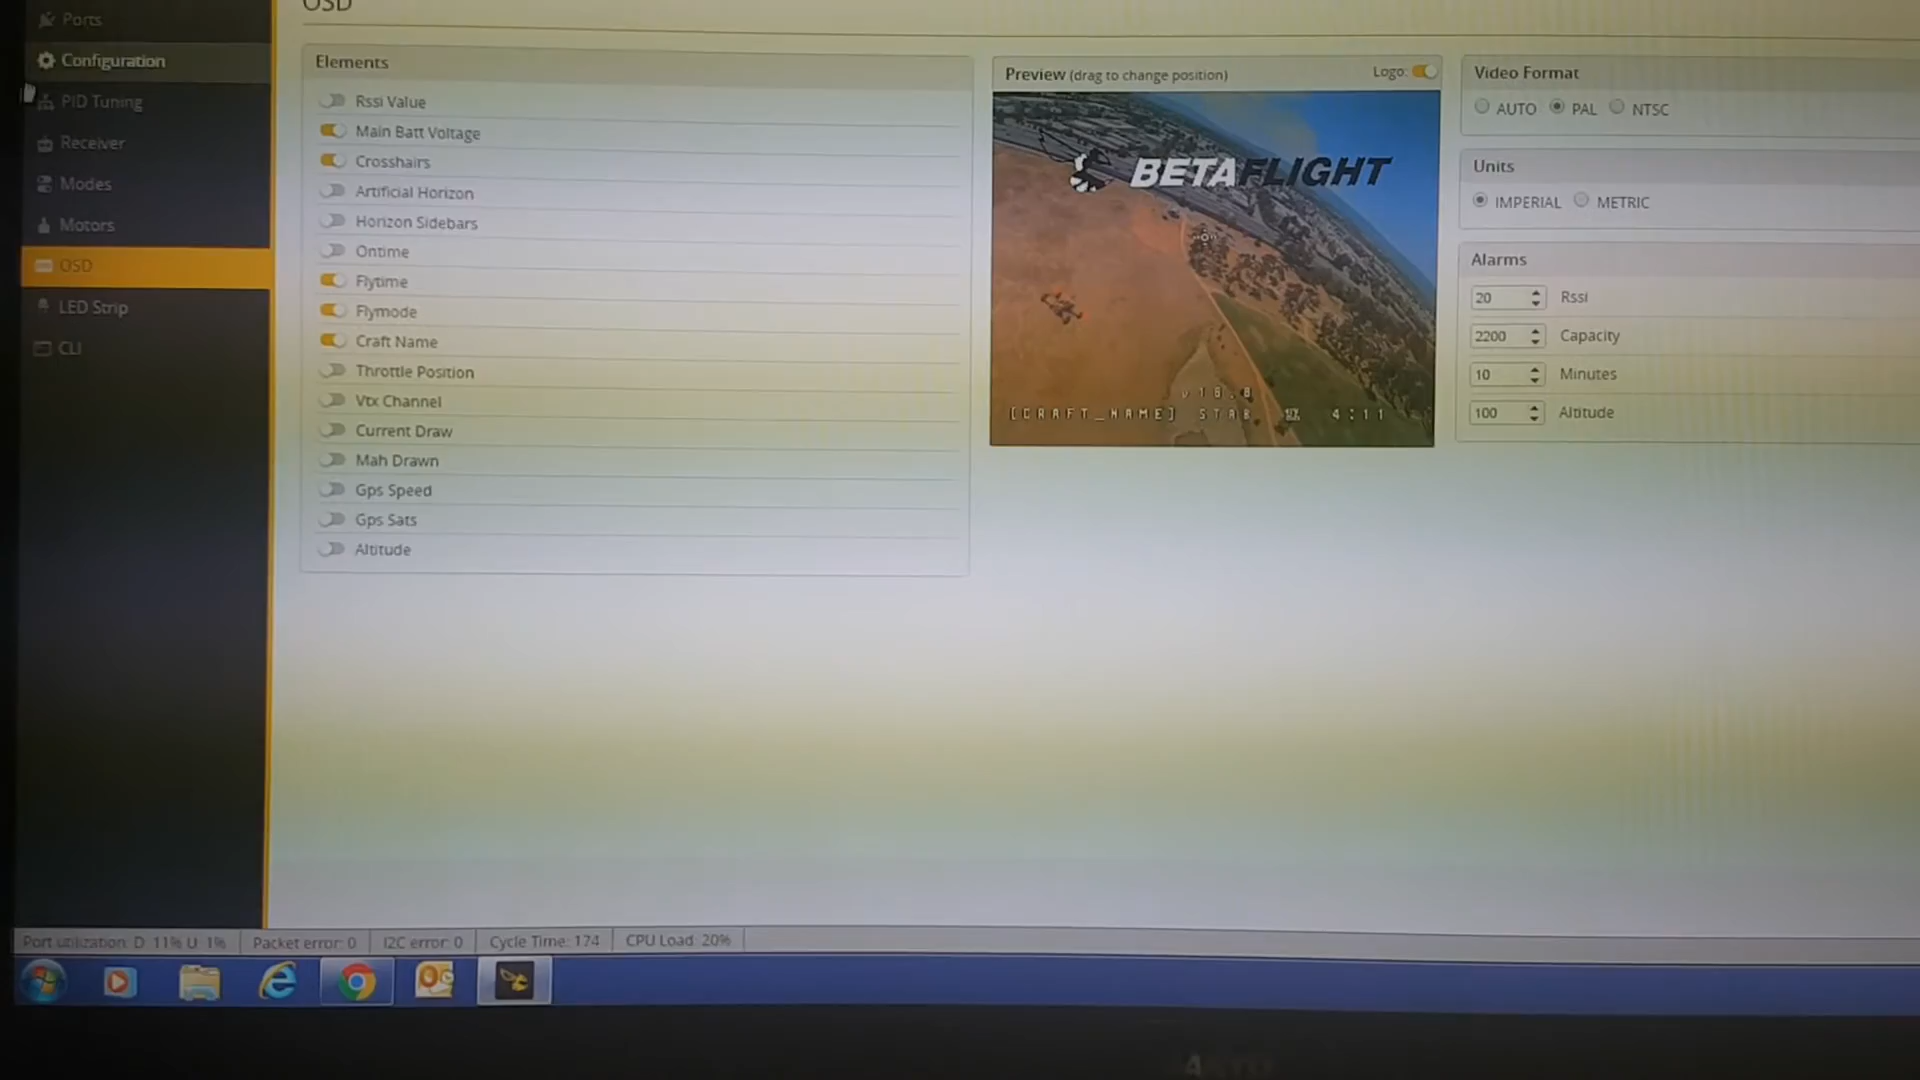 OSD
Ports
Configuration
PID Tuning
Receiver
Modes
Motors
OSD
LED Strip
CLI
Elements
Rssi Value
Main Batt Voltage
Crosshairs
Artificial Horizon
Horizon Sidebars
Ontime
Flytime
Flymode
Craft Name
Throttle Position
Vtx Channel
Current Draw
Mah Drawn
Gps Speed
Gps Sats
Altitude
Preview (drag to change position)
Logo:
BETAFLIGHT
[CRAFT_NAME] STAB 4:11
Video Format
AUTO PAL NTSC
Units
IMPERIAL METRIC
Alarms
20 Rssi
2200 Capacity
10 Minutes
100 Altitude
Port utilization: D: 11% U: 1% Packet error: 0 I2C error: 0 Cycle Time: 174 CPU Load: 20%